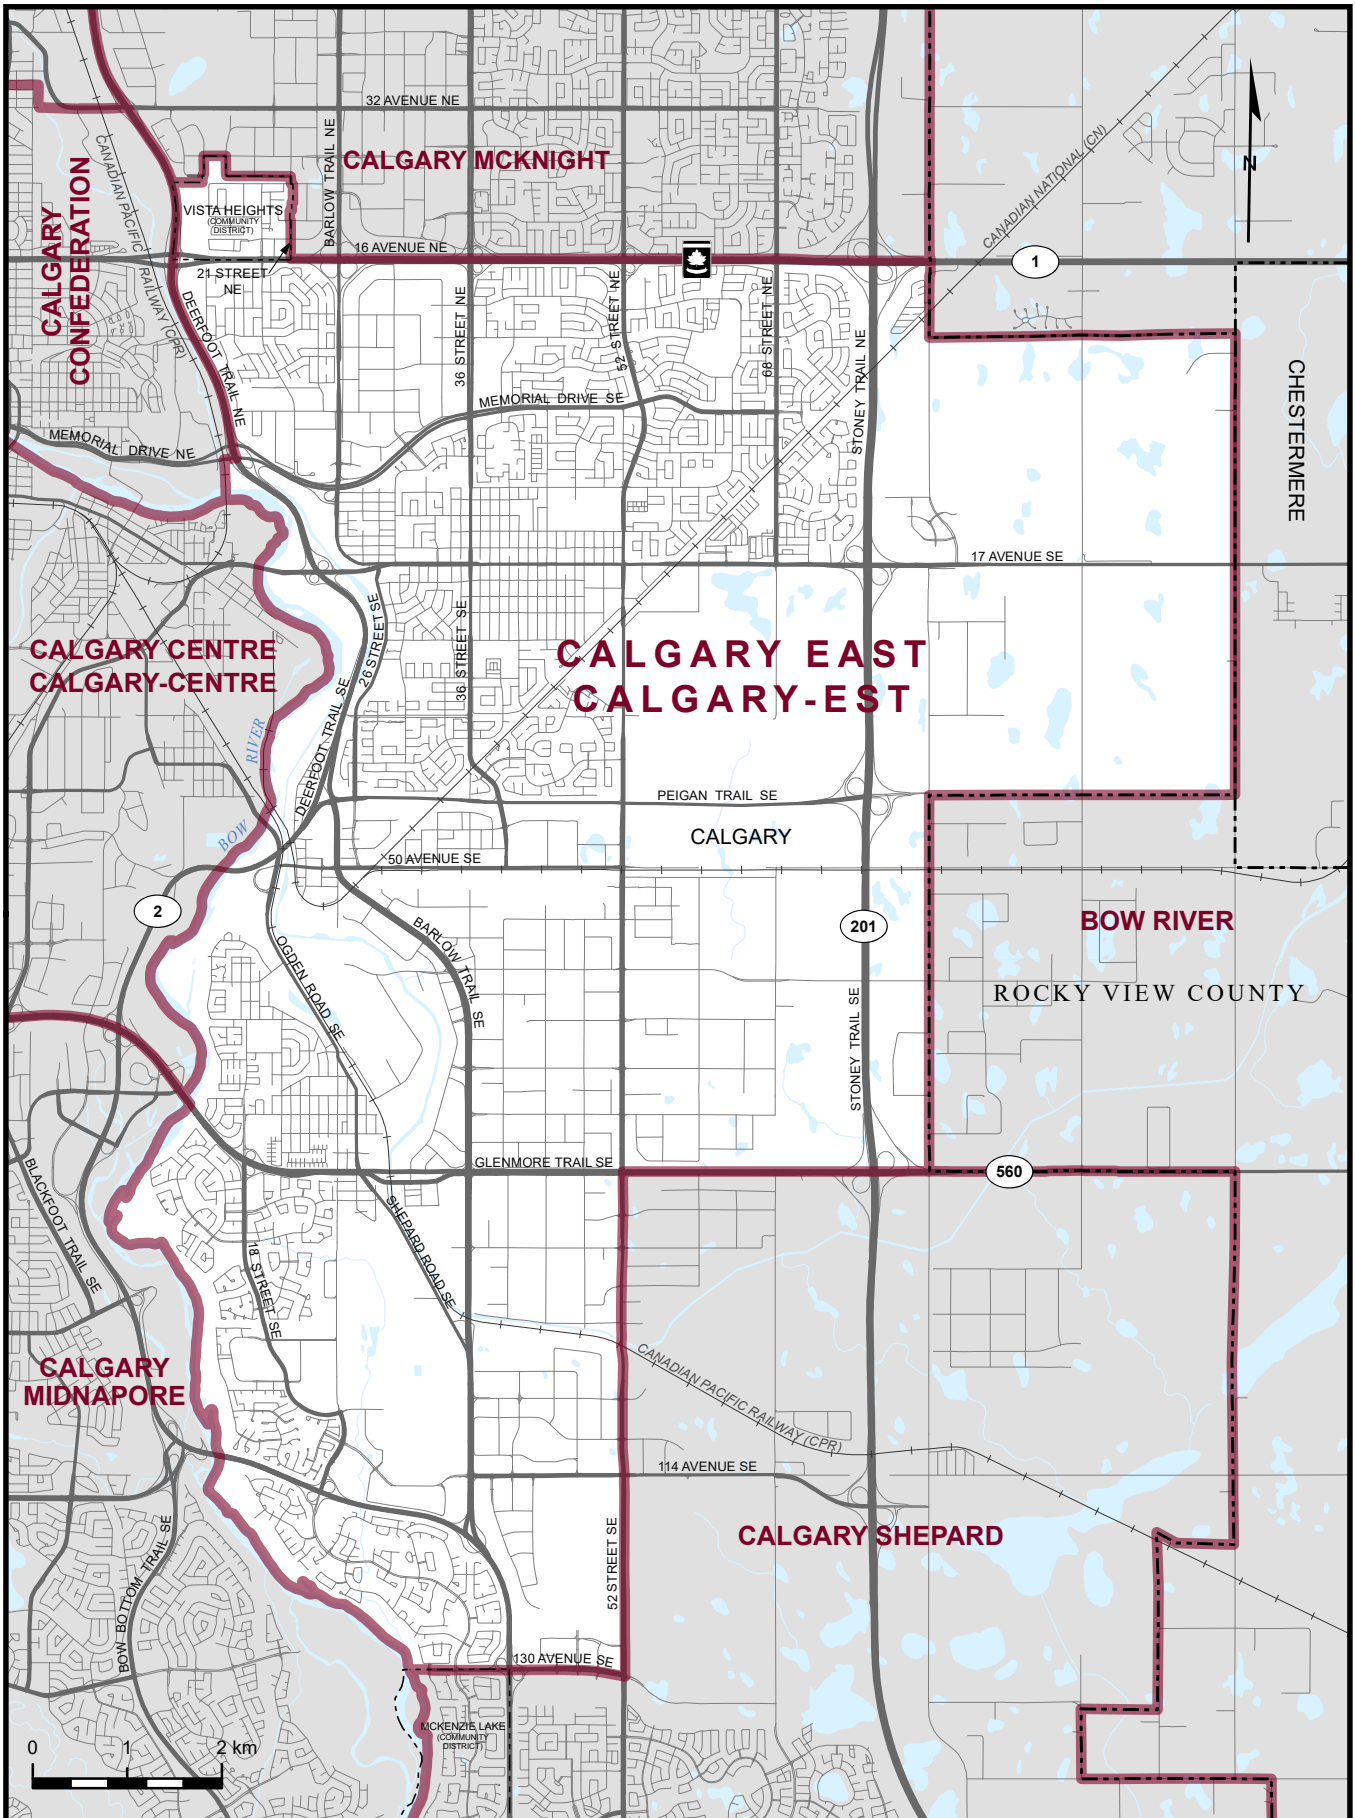 32 AVENUE NE
CALGARY MCKNIGHT
CANADIAN NATIONAL (CN)
N
CANADIAN PACIFIC RAILWAY (CPR)
CALGARY
CONFEDERATION
VISTA HEIGHTS
(COMMUNITY
DISTRICT)
BARLOW TRAIL NE
16 AVENUE NE
21 STREET
NE
1
DEERFOOT TRAIL NE
36 STREET NE
52 STREET NE
68 STREET NE
STONEY TRAIL NE
CHESTERMERE
MEMORIAL DRIVE SE
MEMORIAL DRIVE NE
17 AVENUE SE
26 STREET SE
36 STREET SE
CALGARY CENTRE
CALGARY-CENTRE
CALGARY EAST
CALGARY-EST
DEERFOOT TRAIL SE
BOW RIVER
PEIGAN TRAIL SE
CALGARY
50 AVENUE SE
2
201
BOW RIVER
BARLOW TRAIL SE
OGDEN ROAD SE
ROCKY VIEW COUNTY
STONEY TRAIL SE
GLENMORE TRAIL SE
560
BLACKFOOT TRAIL SE
SHEPARD ROAD SE
18 STREET SE
CALGARY
MIDNAPORE
CANADIAN PACIFIC RAILWAY (CPR)
114 AVENUE SE
CALGARY SHEPARD
52 STREET SE
BOW BOTTOM TRAIL SE
130 AVENUE SE
MCKENZIE LAKE
(COMMUNITY
DISTRICT)
0 1 2 km